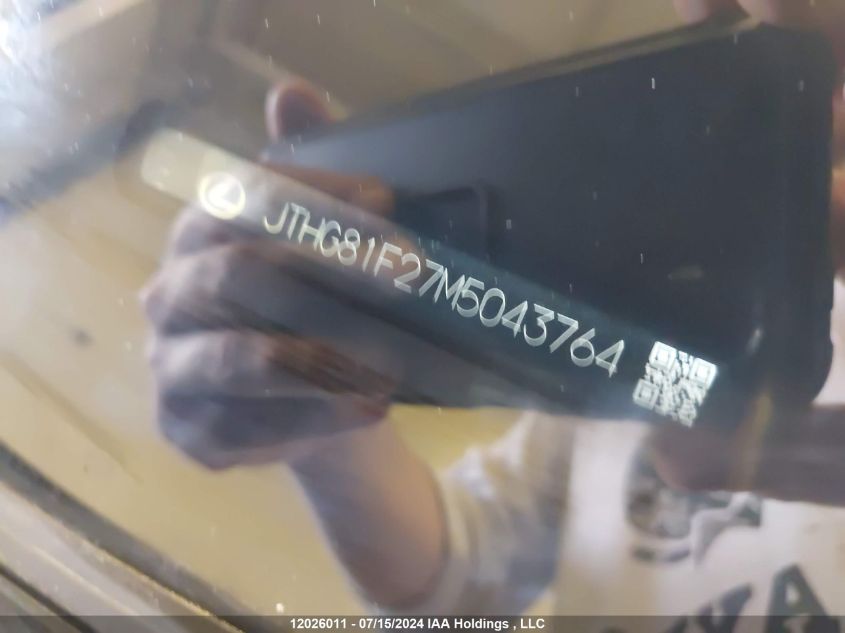 JTHG81F27M5043764
12026011 - 07/15/2024 IAA Holdings , LLC